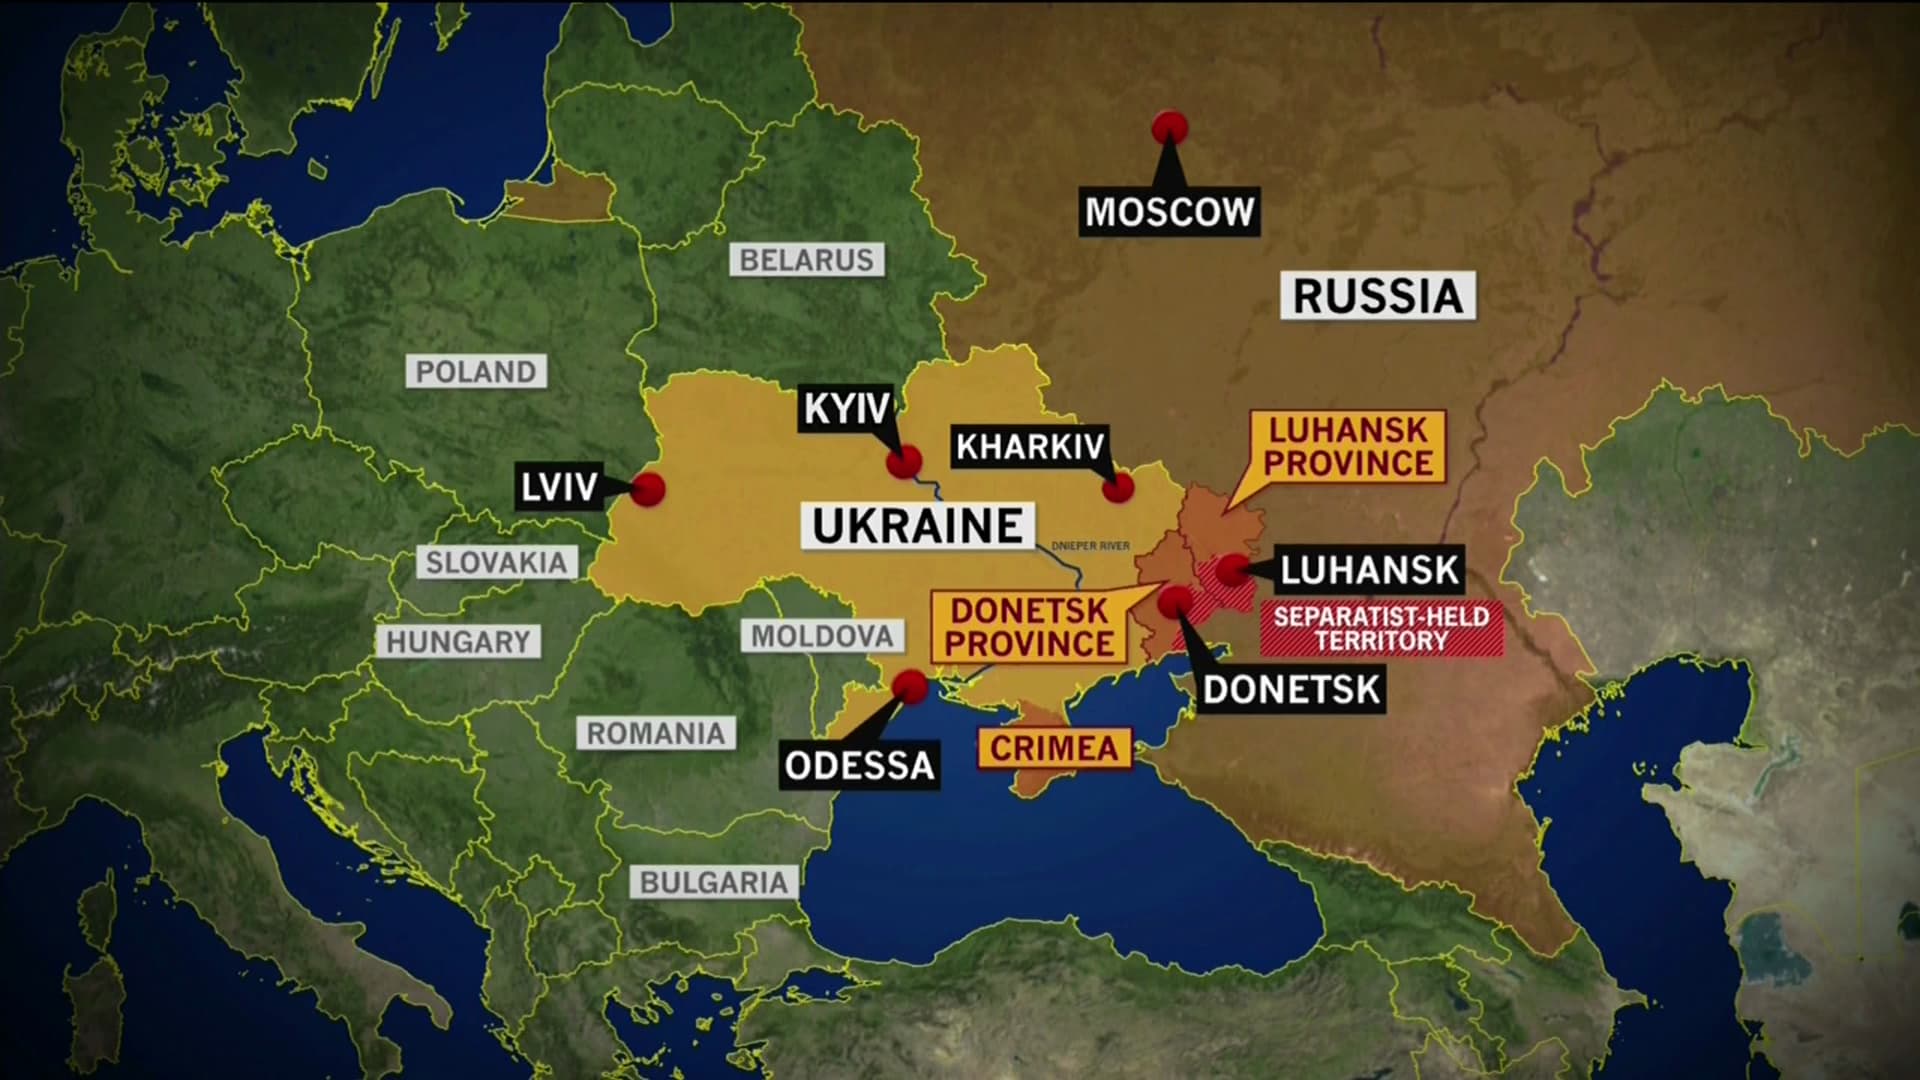 MOSCOW
BELARUS
RUSSIA
POLAND
KYIV
KHARKIV
LUHANSK
PROVINCE
LVIV
UKRAINE
DNIEPER RIVER
SLOVAKIA
LUHANSK
SEPARATIST-HELD
TERRITORY
DONETSK
PROVINCE
HUNGARY
MOLDOVA
DONETSK
ROMANIA
CRIMEA
ODESSA
BULGARIA